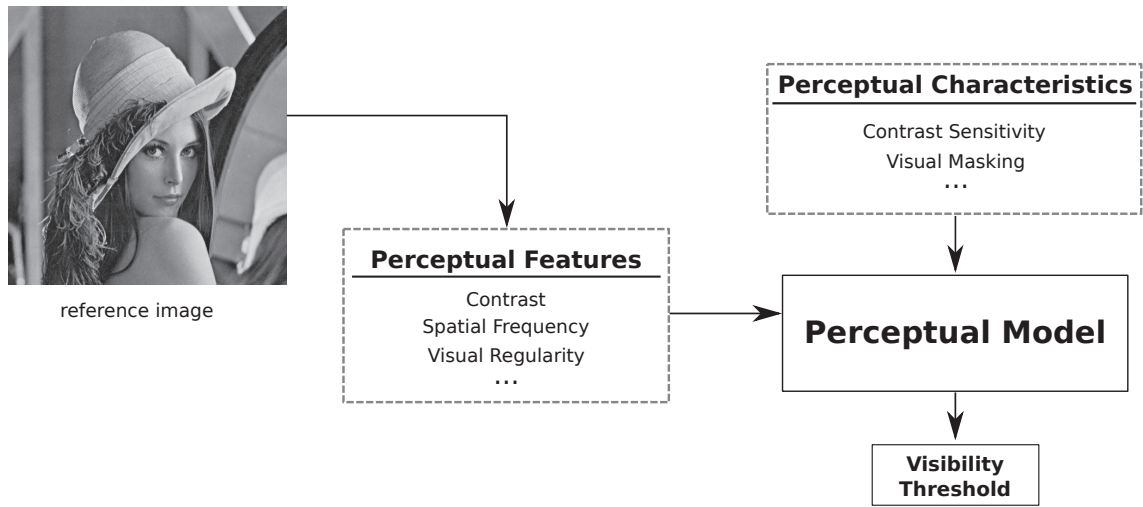 reference image
Perceptual Features
Contrast
Spatial Frequency
Visual Regularity
...
Perceptual Characteristics
Contrast Sensitivity
Visual Masking
...
Perceptual Model
Visibility
Threshold